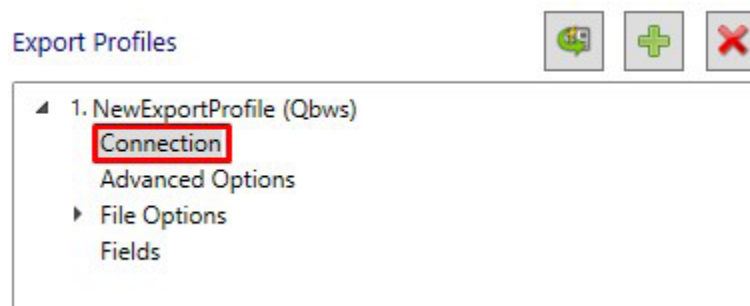 Export Profiles
1. NewExportProfile (Qbws)
Connection
Advanced Options
File Options
Fields